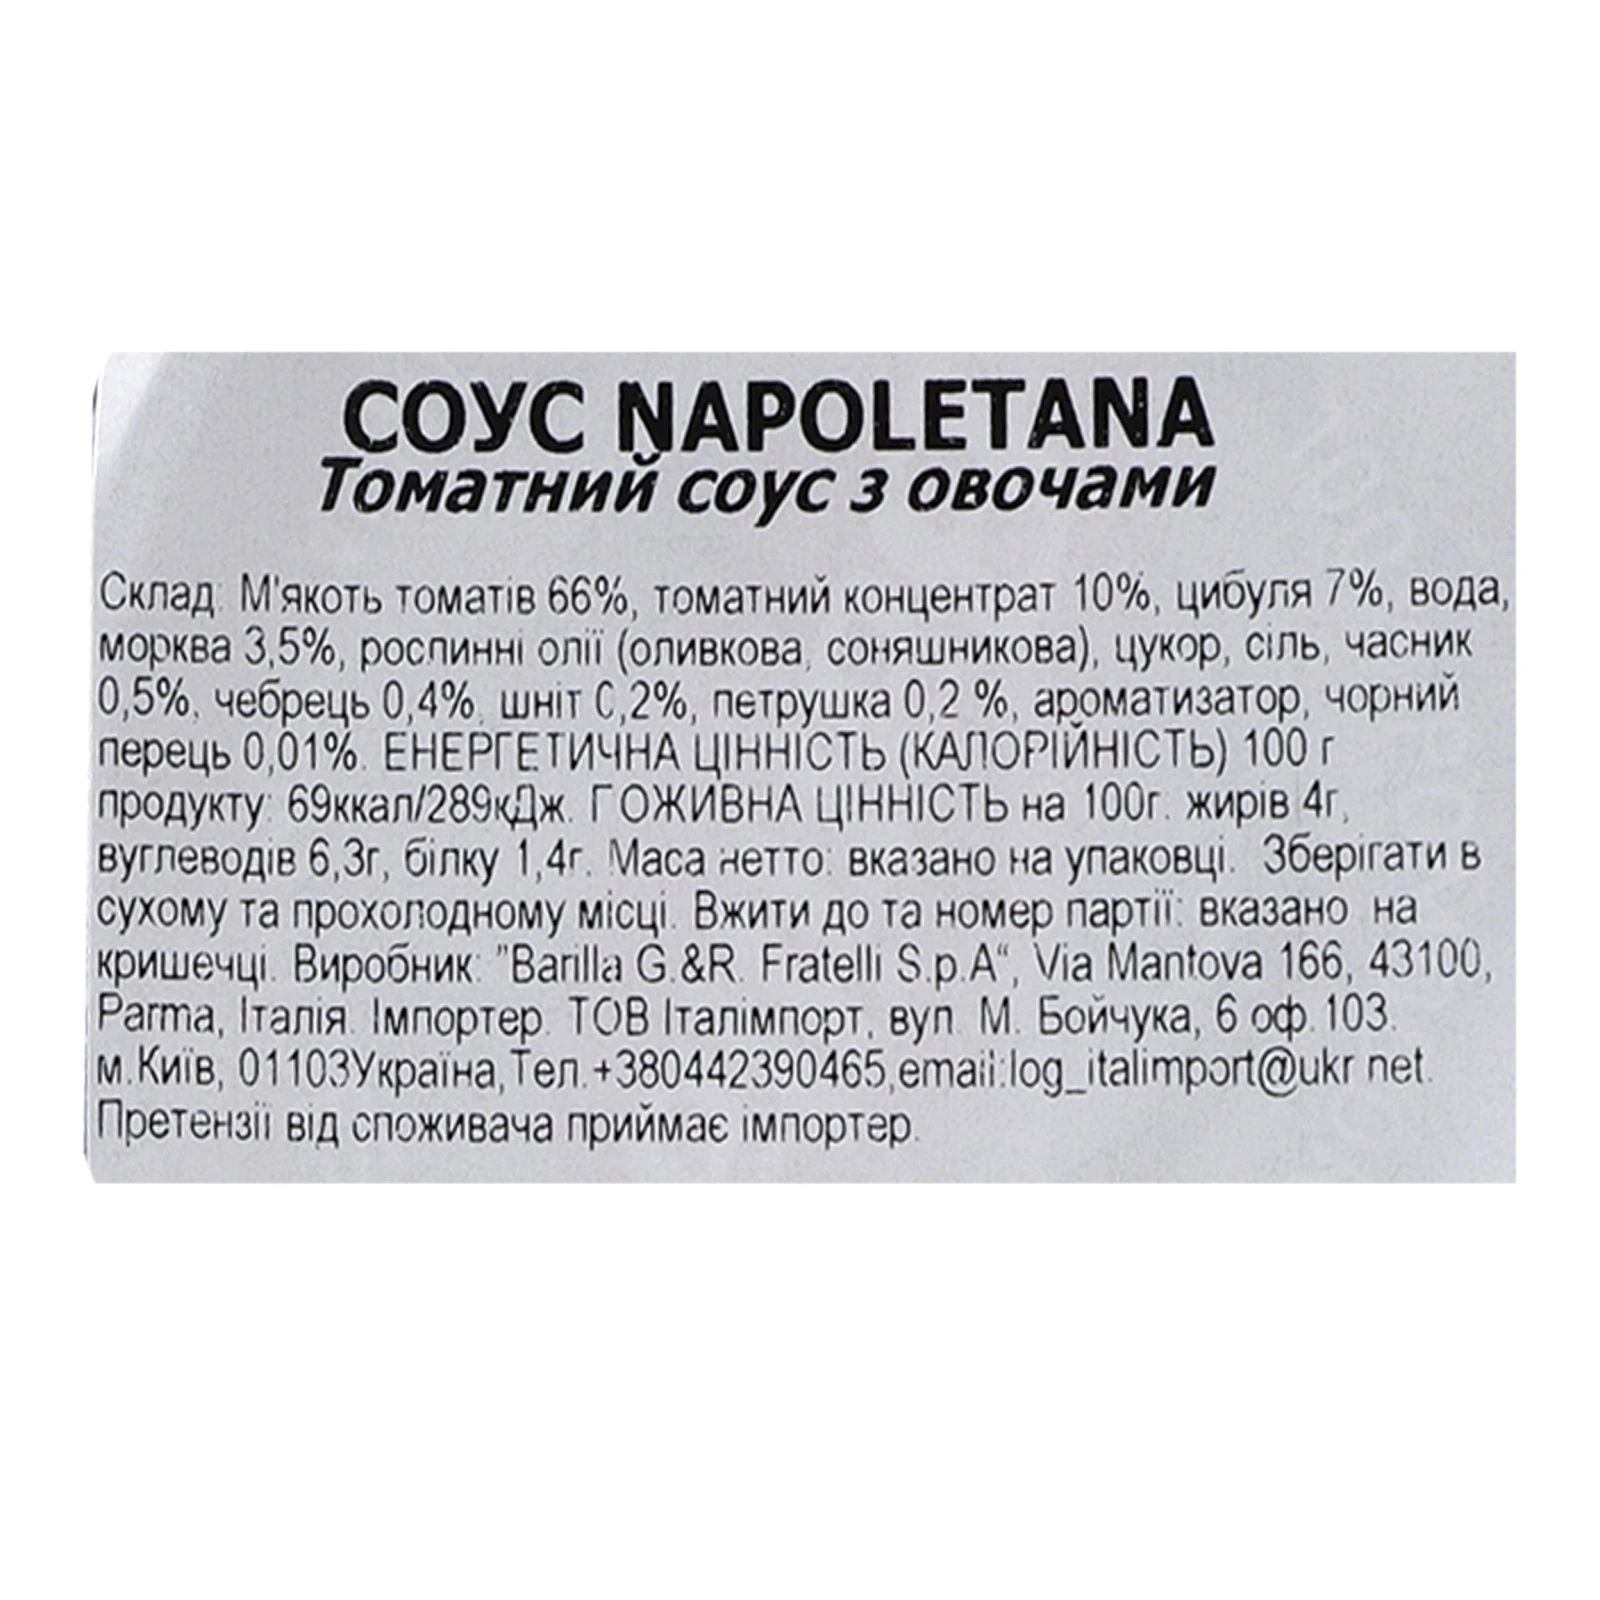 СОУС NAPOLETANA
Томатний соус з овочами
Склад: М'якоть томатів 66%, томатний концентрат 10%, цибуля 7%, вода,
морква 3,5%, рослинні олії (оливкова, соняшникова), цукор, сіль, часник
0,5%, чебрець 0,4%, шніт 0,2%, петрушка 0,2 %, ароматизатор, чорний
перець 0,01%. ЕНЕРГЕТИЧНА ЦІННІСТЬ (КАЛОРІЙНІСТЬ) 100 г
продукту: 69ккал/289кДж. ПОЖИВНА ЦІННІСТЬ на 100г: жирів 4г,
вуглеводів 6,3г, білку 1,4г. Маса нетто: вказано на упаковці. Зберігати в
сухому та прохолодному місці. Вжити до та номер партії: вказано на
кришечці. Виробник: "Barilla G.&R. Fratelli S.p.A“, Via Mantova 166, 43100,
Parma, Італія. Імпортер: ТОВ Італімпорт, вул. М. Бойчука, 6 оф.103.
м.Київ, 01103Україна,Тел.+380442390465,email:log_italimport@ukr.net.
Претензії від споживача приймає імпортер.